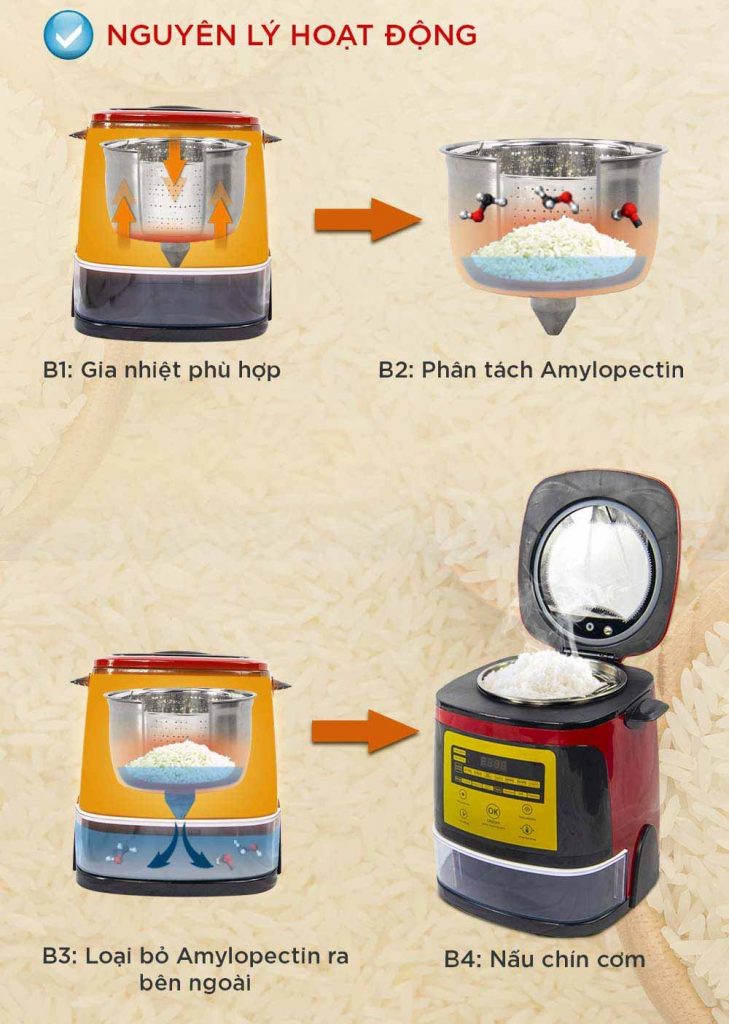 NGUYÊN LÝ HOẠT ĐỘNG
B1: Gia nhiệt phù hợp
B2: Phân tách Amylopectin
B3: Loại bỏ Amylopectin ra
bên ngoài
B4: Nấu chín cơm
OK